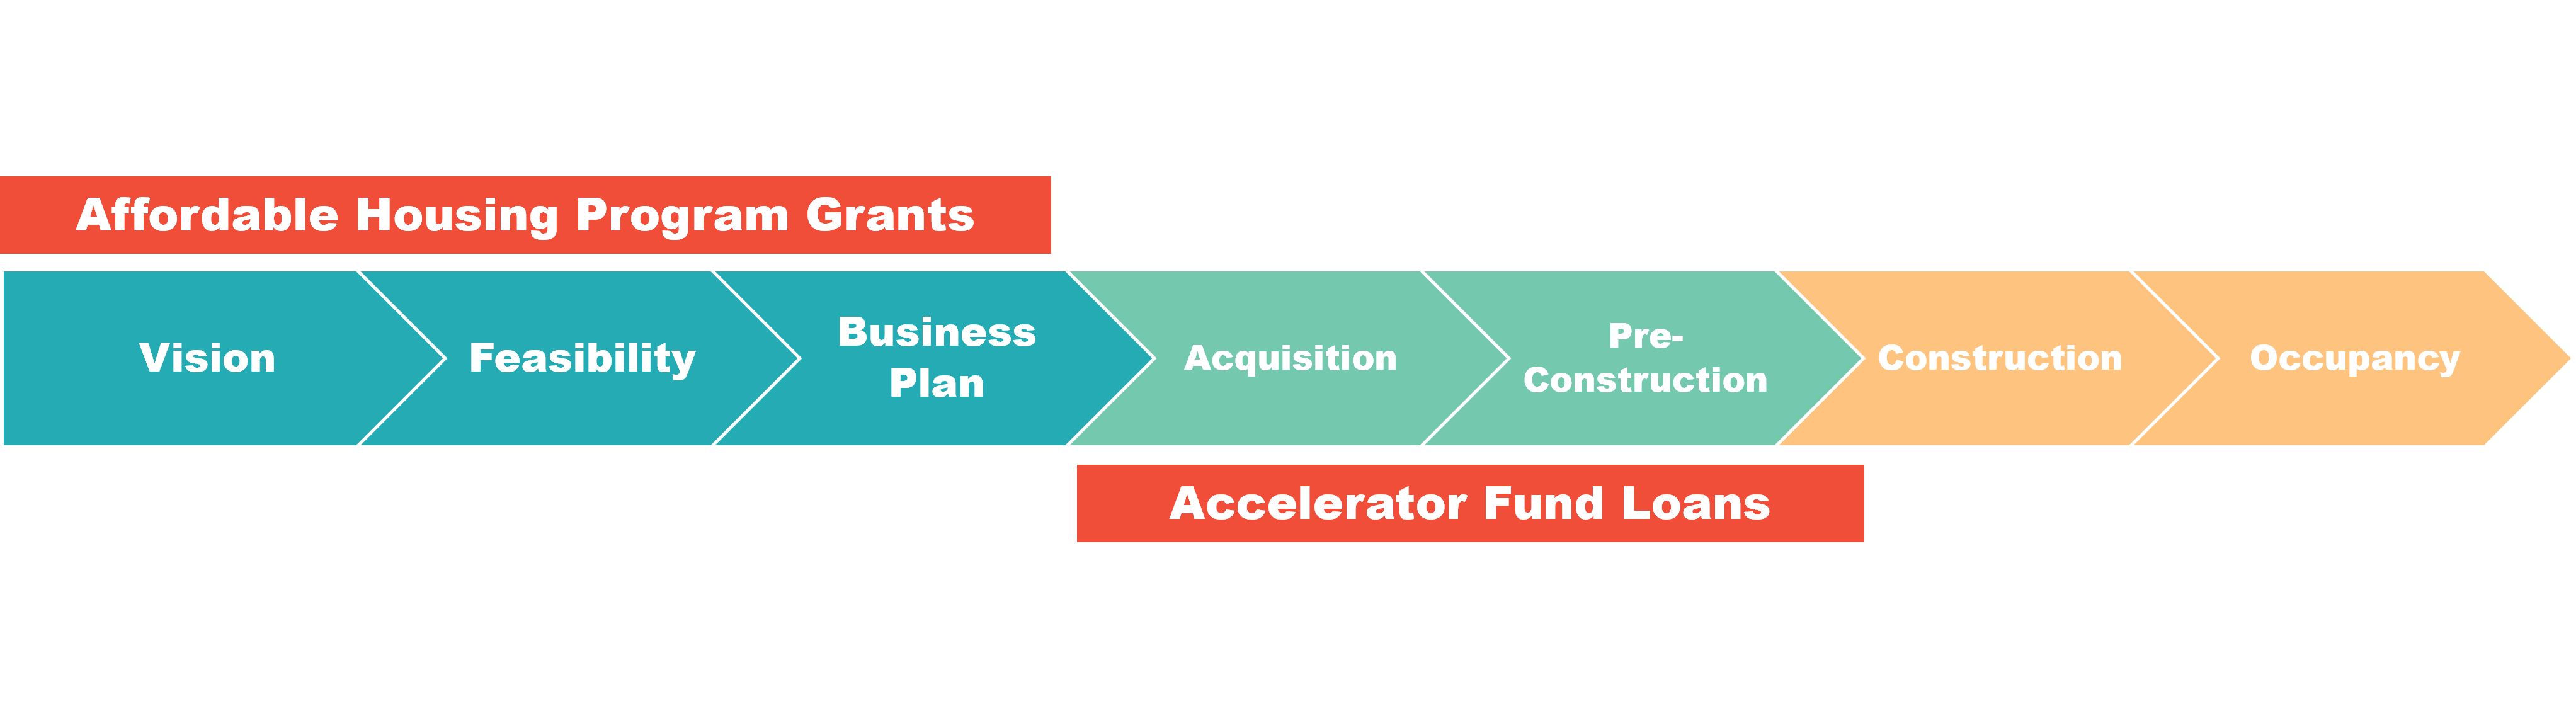 Affordable Housing Program Grants
Vision
Feasibility
Business
Plan
Acquisition
Pre-
Construction
Construction
Occupancy
Accelerator Fund Loans